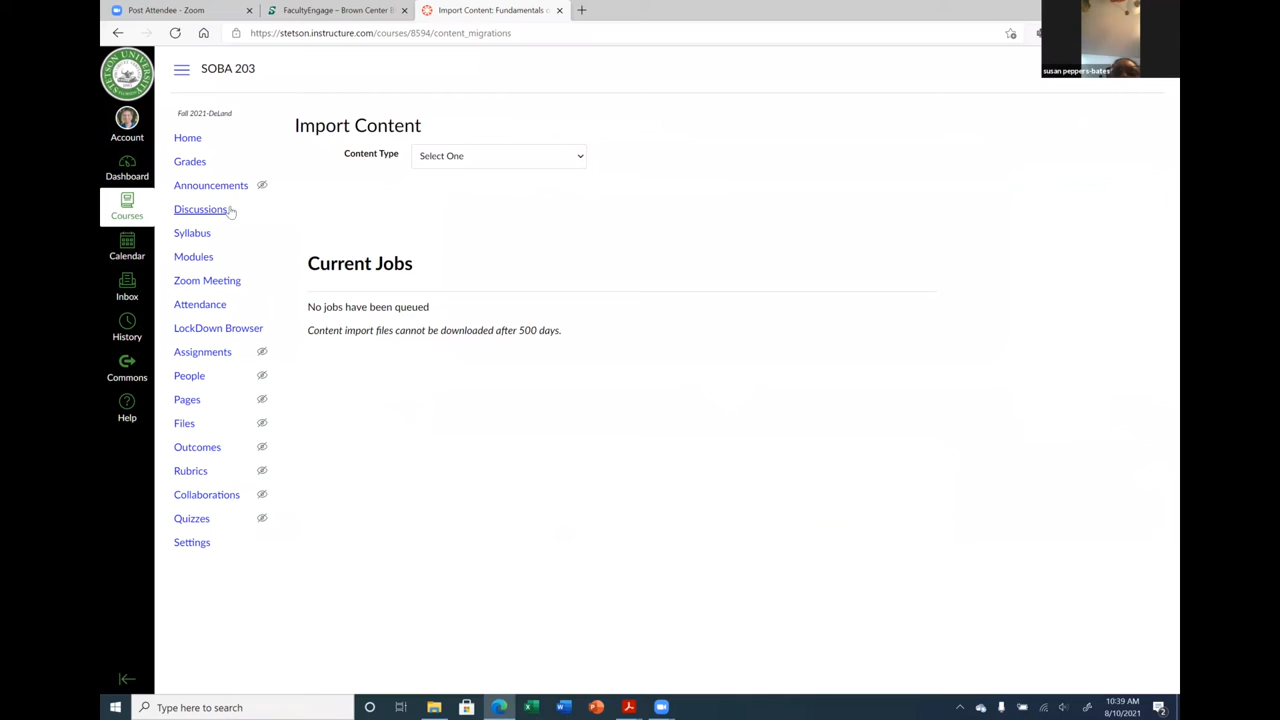 Post Attendee - Zoom
FacultyEngage – Brown Center
Import Content: Fundamentals
https://stetson.instructure.com/courses/8594/content_migrations
susan peppers-bates
STETSON UNIVERSITY
SOBA 203
Account
Dashboard
Courses
Calendar
Inbox
History
Commons
Help
Fall 2021-DeLand
Home
Grades
Announcements
Discussions
Syllabus
Modules
Zoom Meeting
Attendance
LockDown Browser
Assignments
People
Pages
Files
Outcomes
Rubrics
Collaborations
Quizzes
Settings
Import Content
Content Type
Select One
Current Jobs
No jobs have been queued
Content import files cannot be downloaded after 500 days.
Type here to search
10:39 AM
8/10/2021
2